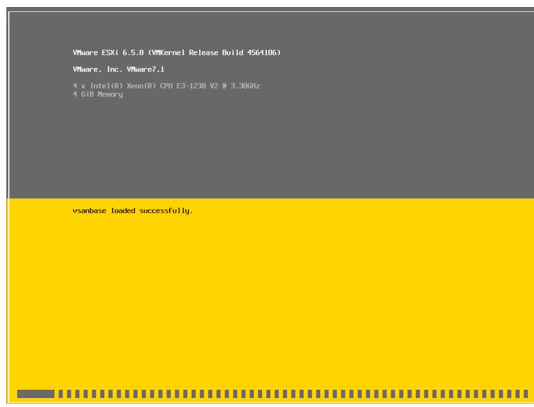 VMware ESXi 6.5.0 (VMKernel Release Build 4564106)
VMware, Inc. VMware7,1
4 x Intel(R) Xeon(R) CPU E3-1230 V2 @ 3.30GHz
4 GiB Memory
vsanbase loaded successfully.